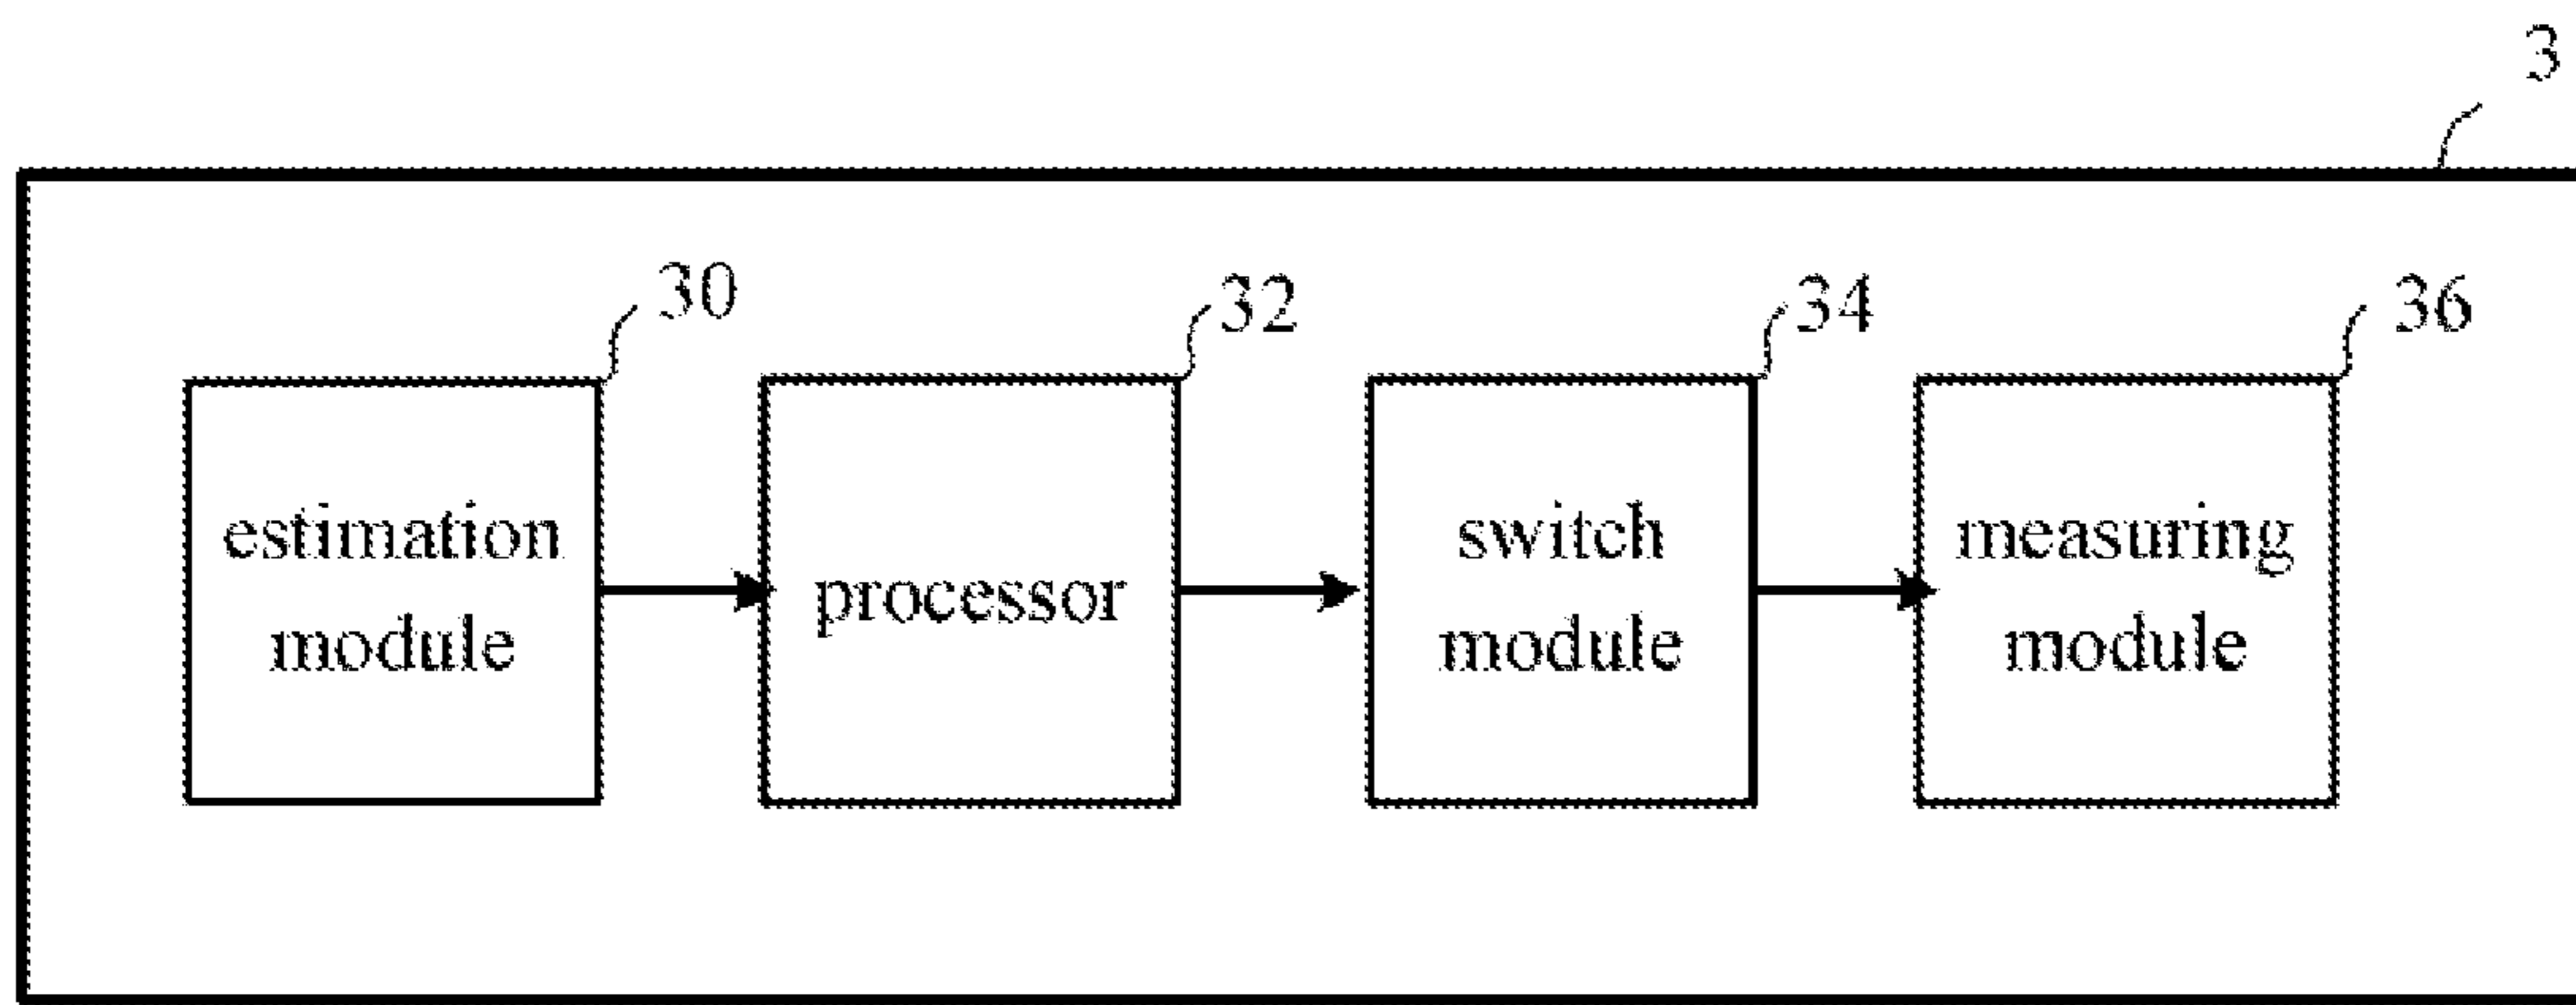 3
30
32
34
36
estimation
module
processor
switch
module
measuring
module